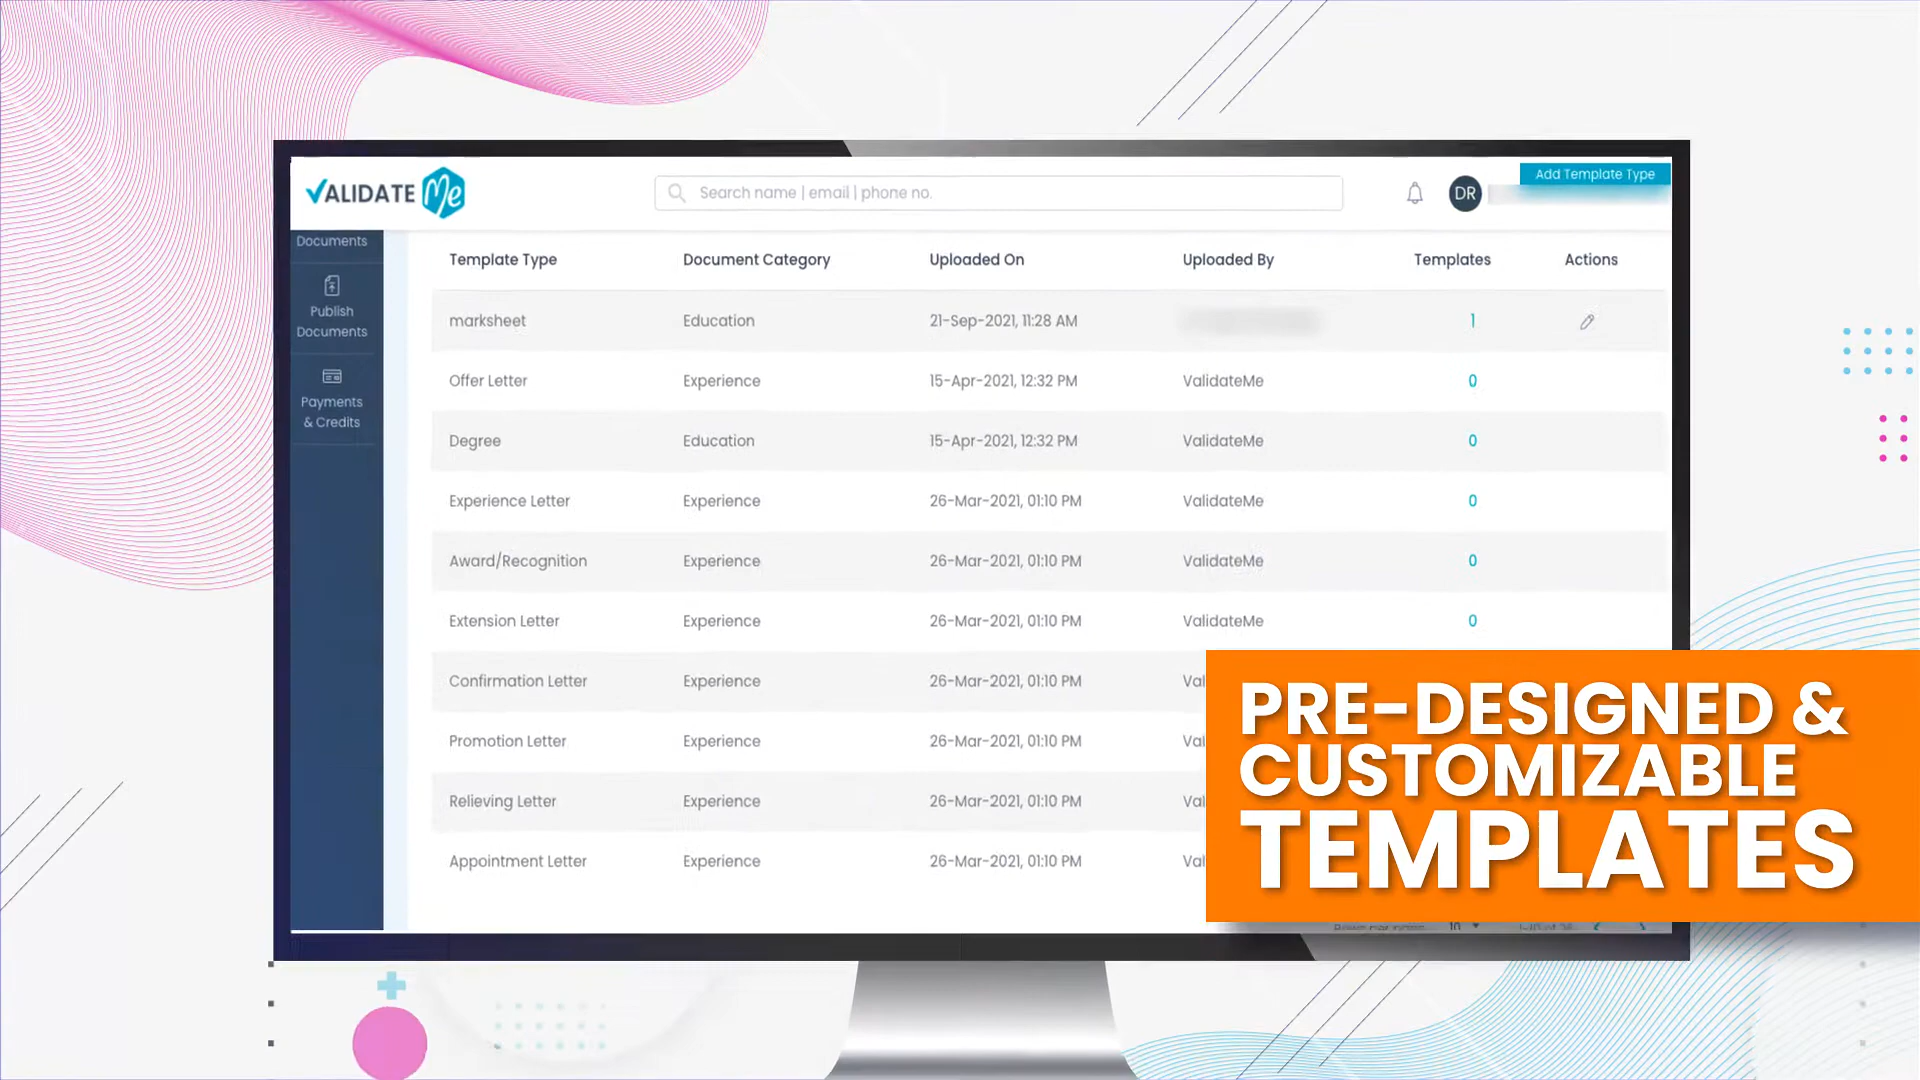 VALIDATE Me
Search name | email | phone no.
DR
Add Template Type
Documents
Publish
Documents
Payments
& Credits
Template Type Document Category Uploaded On Uploaded By Templates Actions
marksheet Education 21-Sep-2021, 11:28 AM 1
Offer Letter Experience 15-Apr-2021, 12:32 PM ValidateMe 0
Degree Education 15-Apr-2021, 12:32 PM ValidateMe 0
Experience Letter Experience 26-Mar-2021, 01:10 PM ValidateMe 0
Award/Recognition Experience 26-Mar-2021, 01:10 PM ValidateMe 0
Extension Letter Experience 26-Mar-2021, 01:10 PM ValidateMe 0
Confirmation Letter Experience 26-Mar-2021, 01:10 PM Val
Promotion Letter Experience 26-Mar-2021, 01:10 PM Val
Relieving Letter Experience 26-Mar-2021, 01:10 PM Val
Appointment Letter Experience 26-Mar-2021, 01:10 PM Val
PRE-DESIGNED &
CUSTOMIZABLE
TEMPLATES